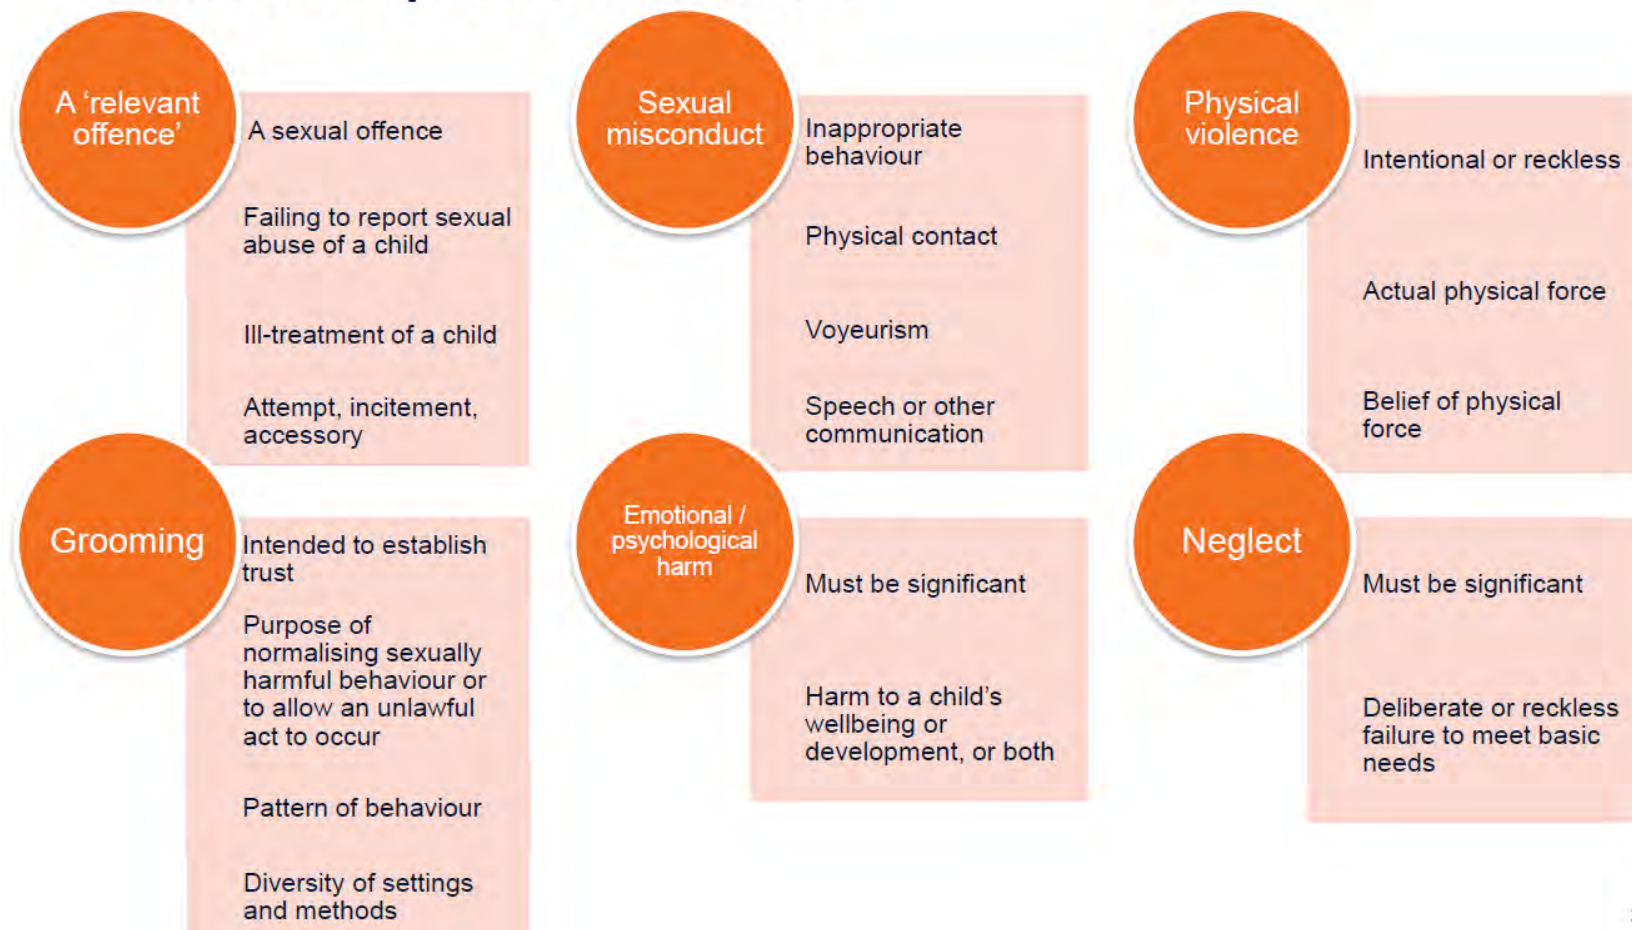 A ‘relevant
offence’
A sexual offence
Failing to report sexual
abuse of a child
Ill-treatment of a child
Attempt, incitement,
accessory
Sexual
misconduct
Inappropriate
behaviour
Physical contact
Voyeurism
Speech or other
communication
Physical
violence
Intentional or reckless
Actual physical force
Belief of physical
force
Grooming
Intended to establish
trust
Purpose of
normalising sexually
harmful behaviour or
to allow an unlawful
act to occur
Pattern of behaviour
Diversity of settings
and methods
Emotional /
psychological
harm
Must be significant
Harm to a child’s
wellbeing or
development, or both
Neglect
Must be significant
Deliberate or reckless
failure to meet basic
needs